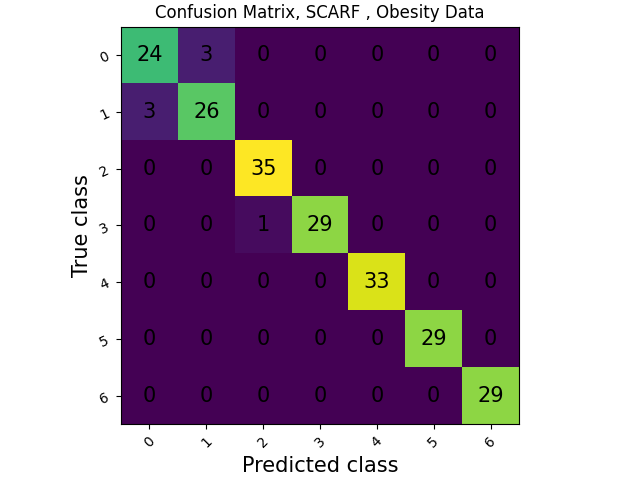 Confusion Matrix, SCARF , Obesity Data
0 24 3 0 0 0 0 0
1 3 26 0 0 0 0 0
2 0 0 35 0 0 0 0
3 0 0 1 29 0 0 0
4 0 0 0 0 33 0 0
5 0 0 0 0 0 29 0
6 0 0 0 0 0 0 29
True class
0 1 2 3 4 5 6
Predicted class